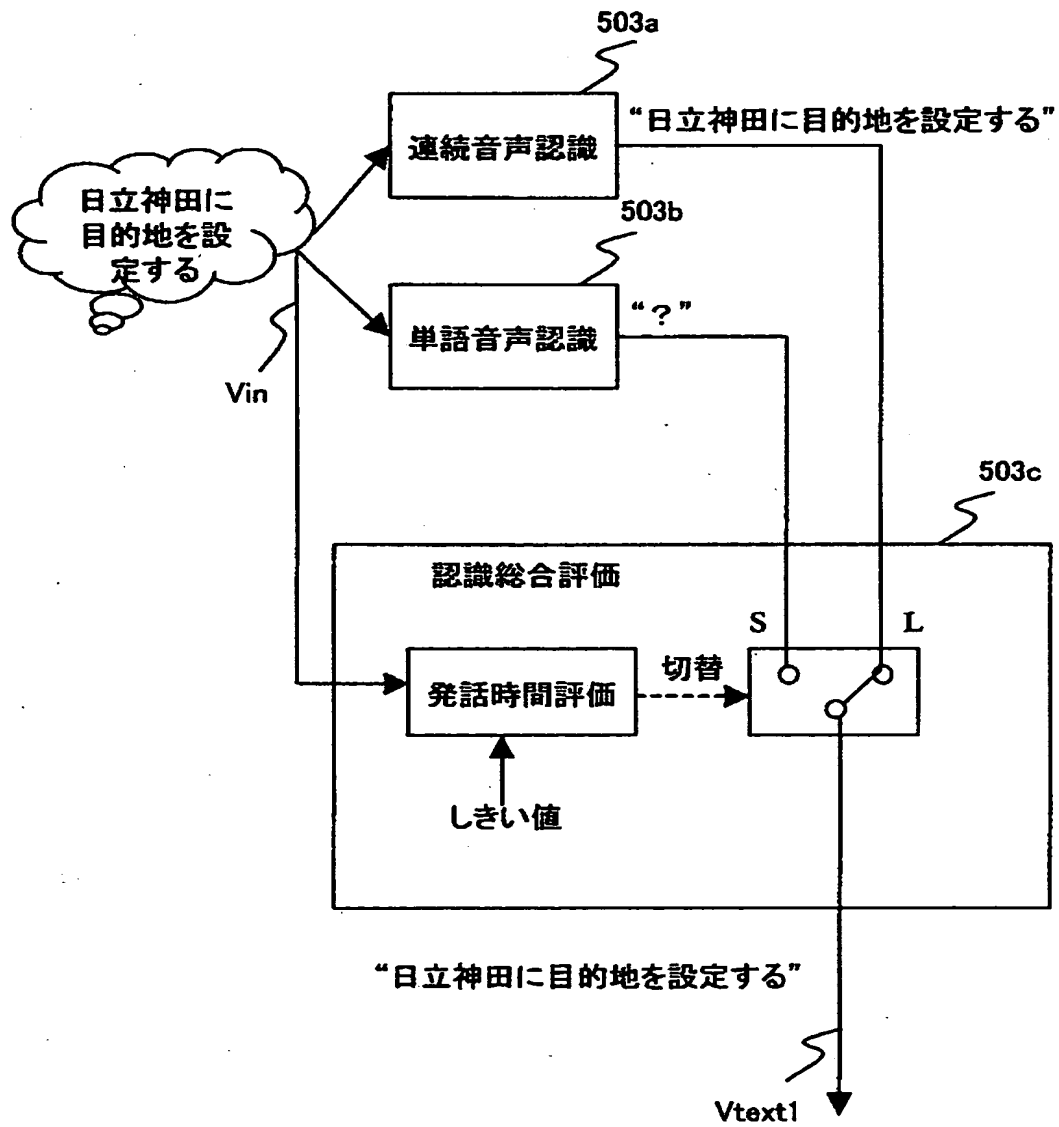 503a
連続音声認識
“日立神田に目的地を設定する”
日立神田に
目的地を設
定する
503b
単語音声認識
“?”
Vin
503c
認識総合評価
S
L
発話時間評価
切替
しきい値
“日立神田に目的地を設定する”
Vtext1